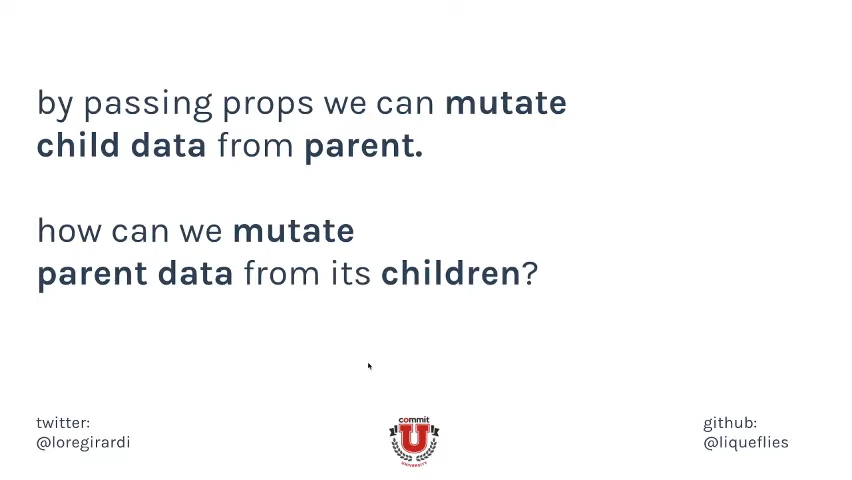 by passing props we can mutate
child data from parent.
how can we mutate
parent data from its children?
twitter:
@loregirardi
commit
U
UNIVERSITY
github:
@liqueflies